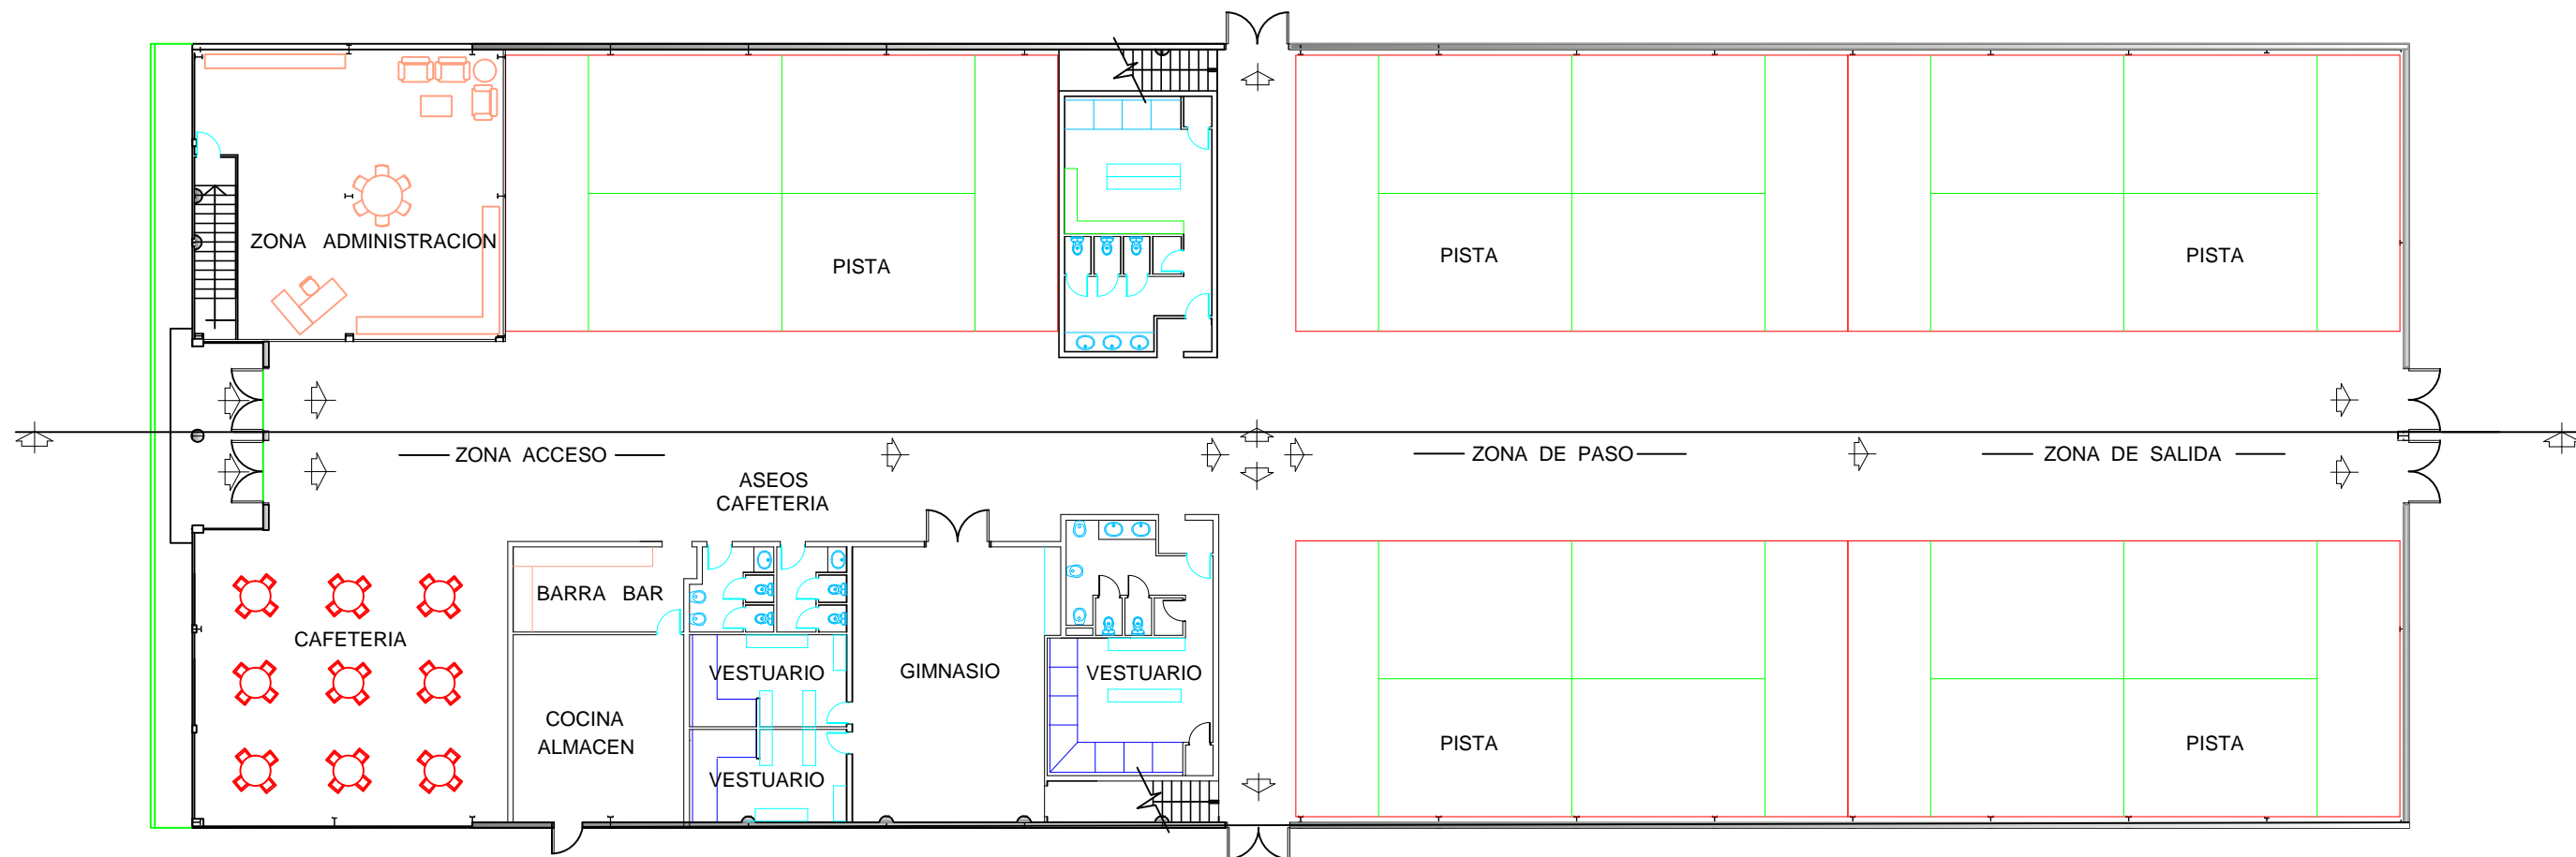 ZONA ADMINISTRACION
PISTA
PISTA
PISTA
ZONA ACCESO
ZONA DE PASO
ZONA DE SALIDA
ASEOS
CAFETERIA
BARRA BAR
CAFETERIA
VESTUARIO
GIMNASIO
VESTUARIO
COCINA
ALMACEN
VESTUARIO
PISTA
PISTA